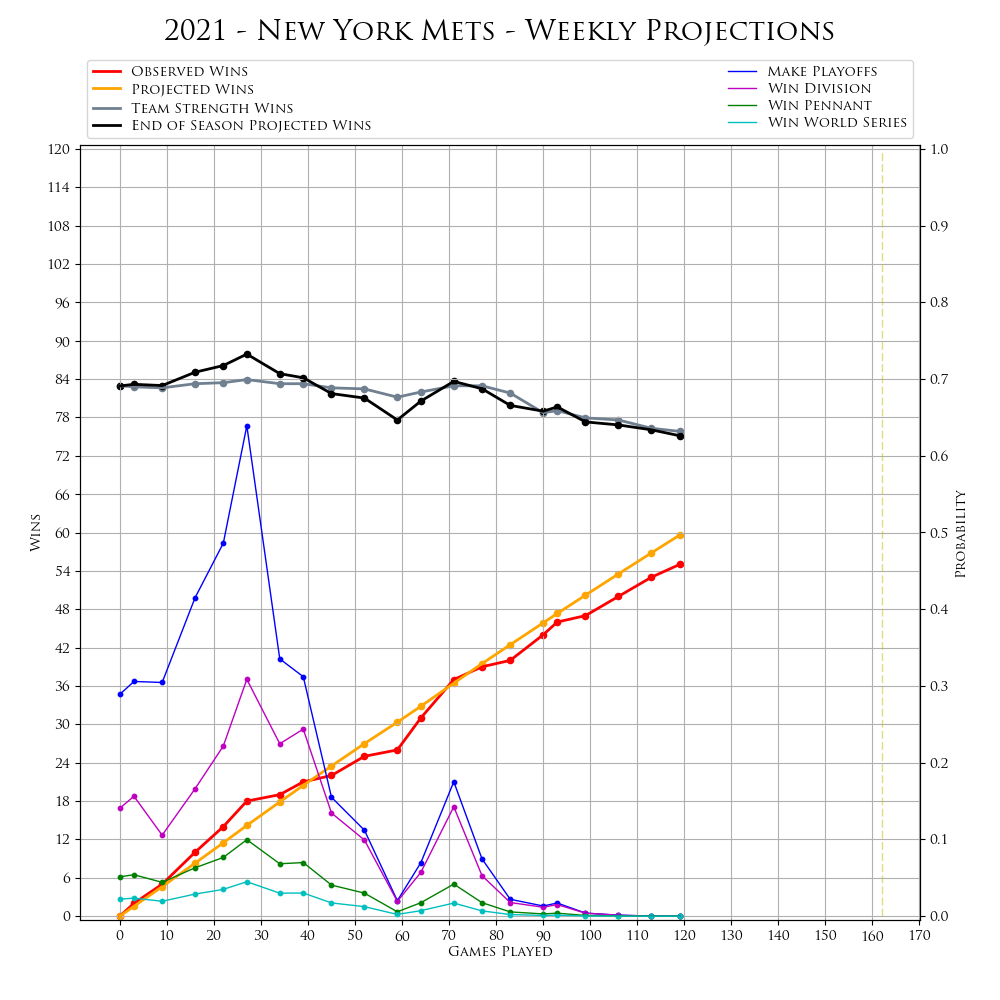 2021 - New York Mets - Weekly Projections
Observed Wins
Projected Wins
Team Strength Wins
End of Season Projected Wins
Make Playoffs
Win Division
Win Pennant
Win World Series
120
114
108
102
96
90
84
78
72
66
60
54
48
42
36
30
24
18
12
6
0
Wins
1.0
0.9
0.8
0.7
0.6
0.5
0.4
0.3
0.2
0.1
0.0
Probability
0 10 20 30 40 50 60 70 80 90 100 110 120 130 140 150 160 170
Games Played